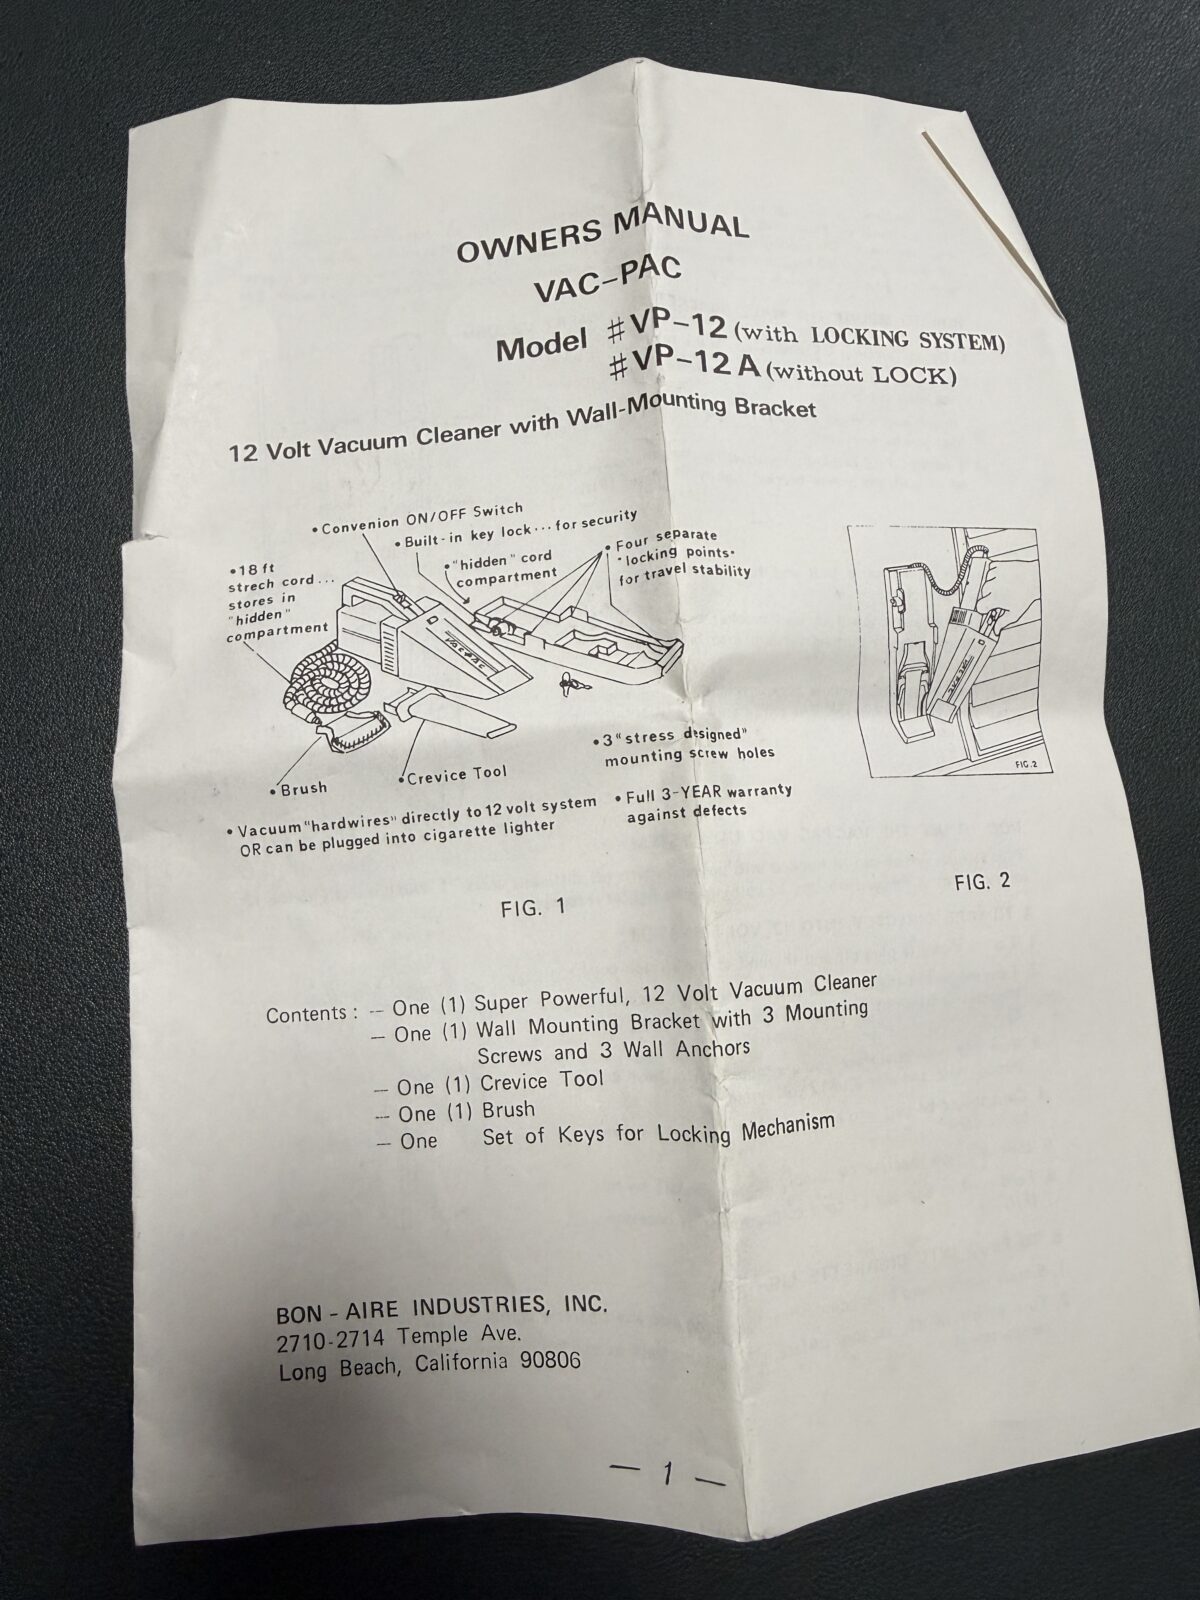 OWNERS MANUAL
VAC-PAC
Model #VP-12 (with LOCKING SYSTEM)
#VP-12 A (without LOCK)
12 Volt Vacuum Cleaner with Wall-Mounting Bracket
• Convenion ON/OFF Switch
• Built-in key lock... for security
• "hidden" cord
compartment
• Four separate
"locking points"
for travel stability
• 18 ft
strech cord...
stores in
"hidden"
compartment
VAC-PAC
• Brush
• Crevice Tool
• 3 "stress designed"
mounting screw holes
• Vacuum "hardwires" directly to 12 volt system
OR can be plugged into cigarette lighter
• Full 3-YEAR warranty
against defects
FIG. 1
VAC-PAC
FIG.2
FIG. 2
Contents : — One (1) Super Powerful, 12 Volt Vacuum Cleaner
— One (1) Wall Mounting Bracket with 3 Mounting
Screws and 3 Wall Anchors
— One (1) Crevice Tool
— One (1) Brush
— One Set of Keys for Locking Mechanism
BON - AIRE INDUSTRIES, INC.
2710-2714 Temple Ave.
Long Beach, California 90806
— 1 —